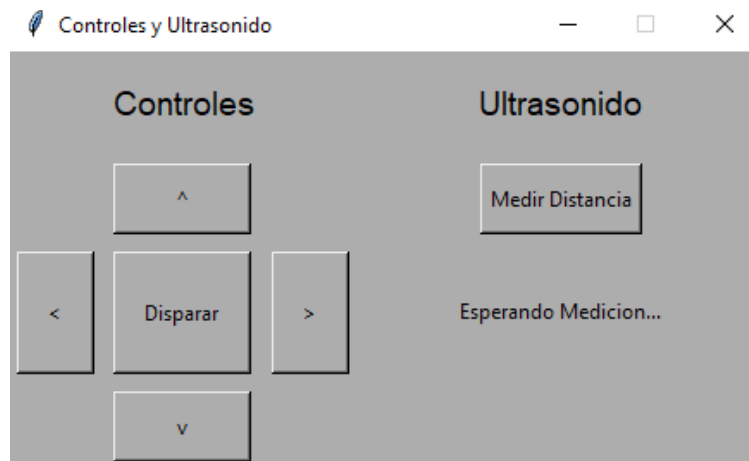 Controles y Ultrasonido
Controles
Ultrasonido
^
Medir Distancia
<
Disparar
>
Esperando Medicion...
v